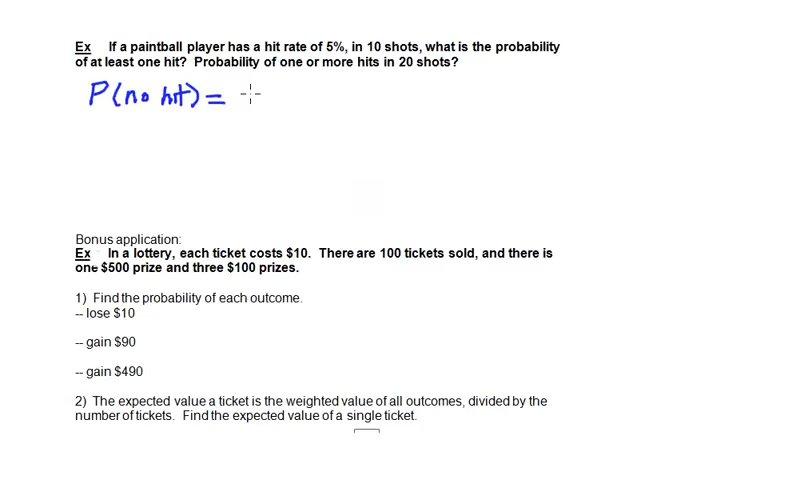 Ex If a paintball player has a hit rate of 5%, in 10 shots, what is the probability
of at least one hit? Probability of one or more hits in 20 shots?
P(no hit) =
Bonus application:
Ex In a lottery, each ticket costs $10. There are 100 tickets sold, and there is
one $500 prize and three $100 prizes.
1) Find the probability of each outcome.
-- lose $10
-- gain $90
-- gain $490
2) The expected value a ticket is the weighted value of all outcomes, divided by the
number of tickets. Find the expected value of a single ticket.